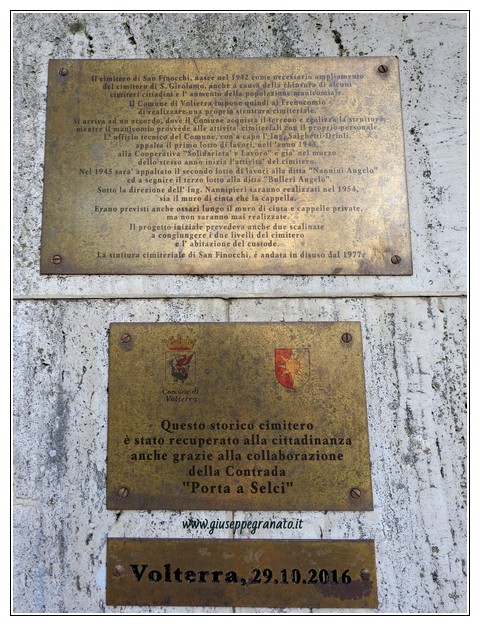 Il cimitero di San Finocchi, nasce nel 1942 come necessario ampliamento
del cimitero di S. Girolamo, anche a causa della chiusura di alcuni
cimiteri cittadini e l'aumento della popolazione manicomiale.
Il Comune di Volterra impone quindi al Frenocomio
di realizzare una propria struttura cimiteriale.
Si arriva ad un accordo, dove il Comune acquista il terreno e realizza la struttura
mentre il manicomio provvede alle attivita' cimiteriali con il proprio personale.
L' ufficio tecnico del Comune, con a capo l' Ing. Salghetti-Drioli,
appalta il primo lotto di lavori, nell'anno 1943,
alla Cooperativa "Solidarieta' e Lavoro" e gia' nel marzo
dello stesso anno inizia l'attivita' del cimitero.
Nel 1945 sara' appaltato il secondo lotto di lavori alla ditta "Nannini Angelo"
ed a seguire il terzo lotto alla ditta "Bulleri Angelo".
Sotto la direzione dell' Ing. Nannipieri saranno realizzati nel 1954,
sia il muro di cinta che la cappella.
Erano previsti anche ossari lungo il muro di cinta e cappelle private,
ma non saranno mai realizzate.
Il progetto iniziale prevedeva anche due scalinate
a congiungere i due livelli del cimitero
e l' abitazione del custode.
La stuttura cimiteriale di San Finocchi, é andata in disuso dal 1977.
Comune di
Volterra
Questo storico cimitero
è stato recuperato alla cittadinanza
anche grazie alla collaborazione
della Contrada
"Porta a Selci"
www.giuseppegranato.it
Volterra, 29.10.2016